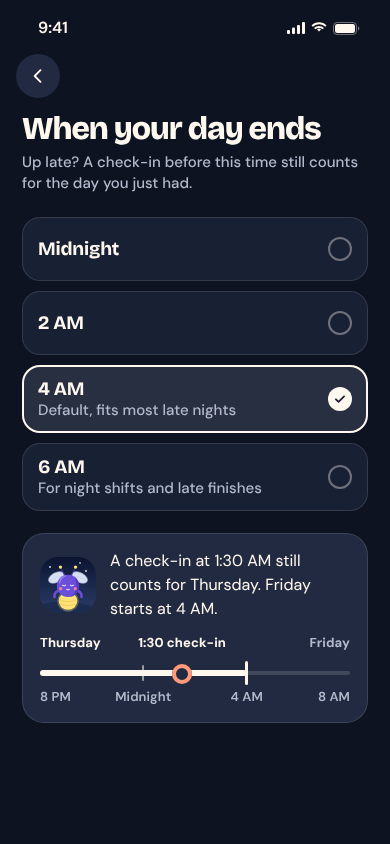 9:41
When your day ends
Up late? A check-in before this time still counts
for the day you just had.
Midnight
2 AM
4 AM
Default, fits most late nights
6 AM
For night shifts and late finishes
A check-in at 1:30 AM still
counts for Thursday. Friday
starts at 4 AM.
Thursday 1:30 check-in Friday
8 PM Midnight 4 AM 8 AM